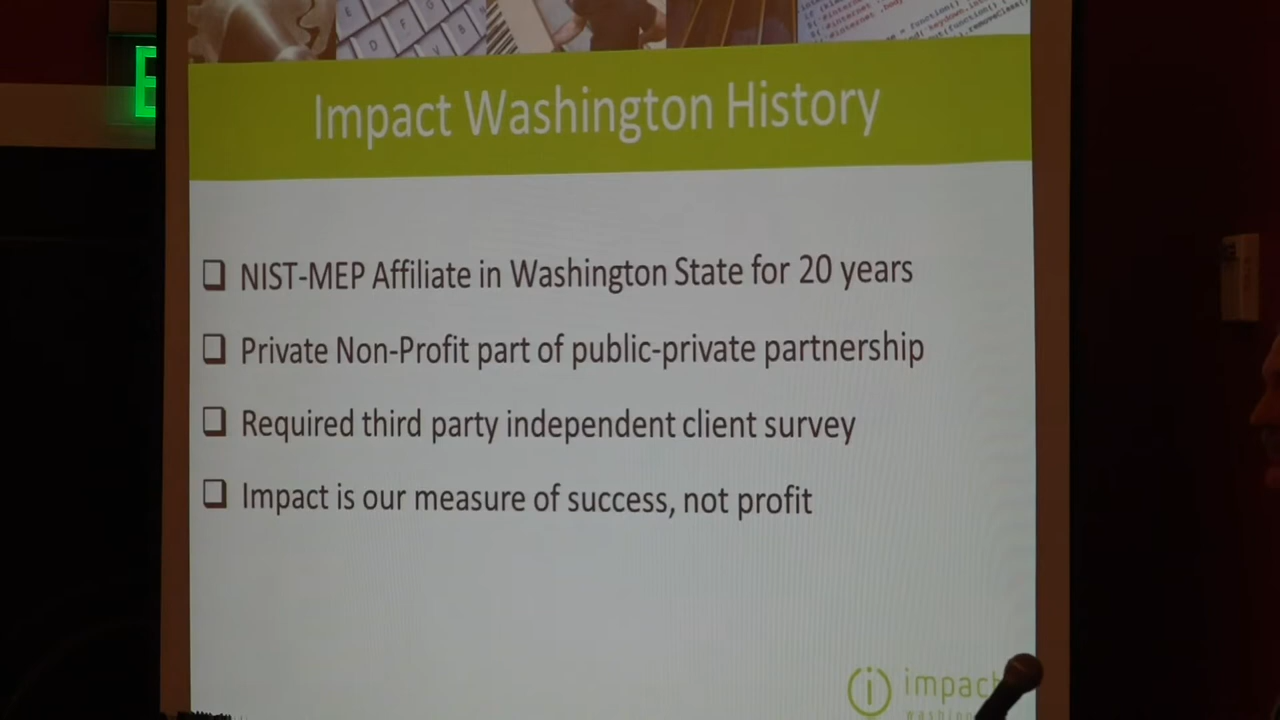 E
Impact Washington History
NIST-MEP Affiliate in Washington State for 20 years
Private Non-Profit part of public-private partnership
Required third party independent client survey
Impact is our measure of success, not profit
impact